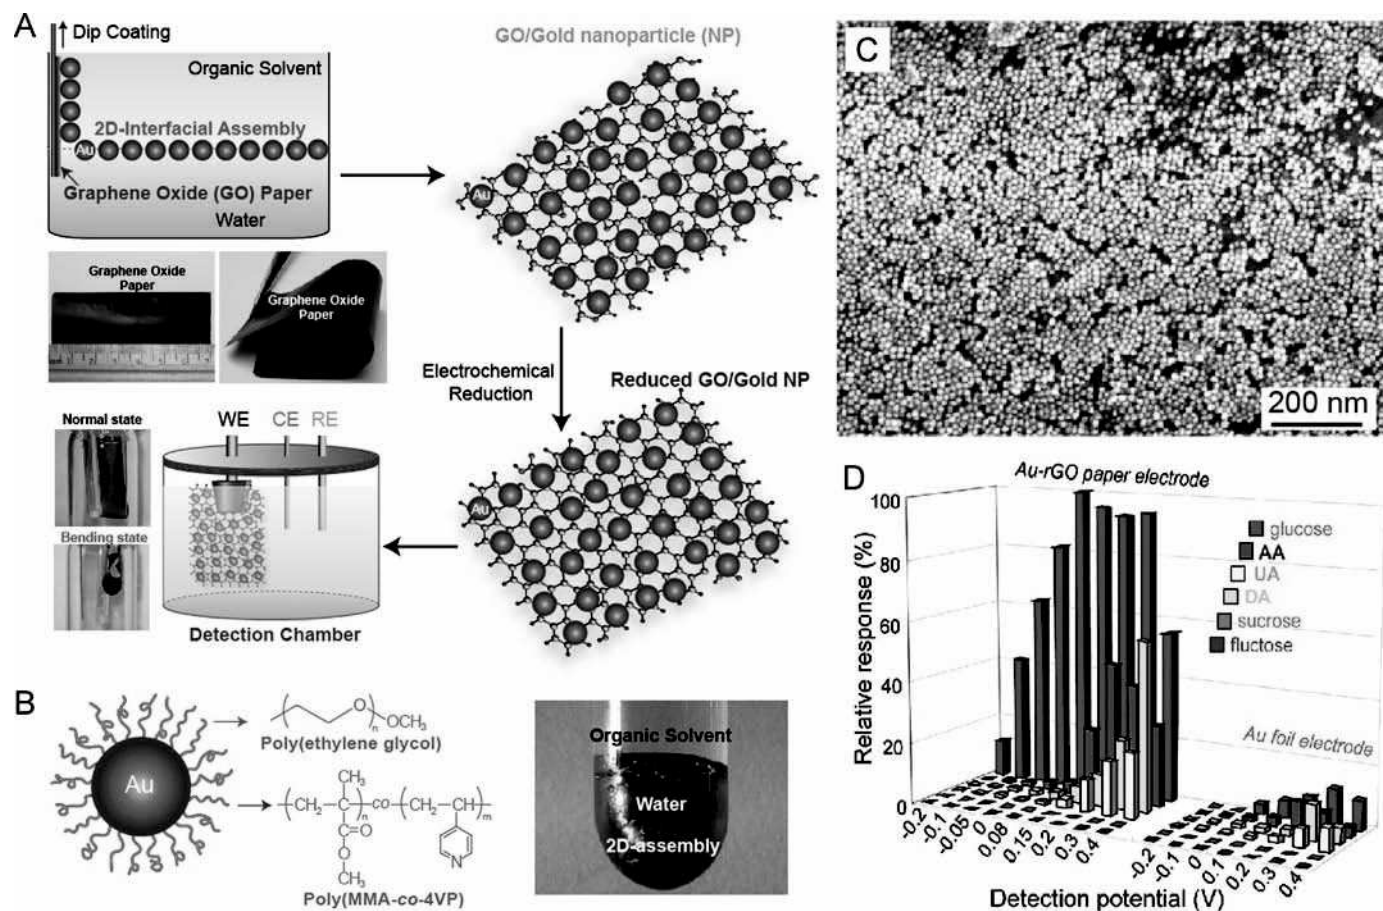 A
Dip Coating
Organic Solvent
2D-Interfacial Assembly
Au
Graphene Oxide (GO) Paper
Water
GO/Gold nanoparticle (NP)
Au
Graphene Oxide
Paper
Graphene Oxide
Paper
Electrochemical
Reduction
Reduced GO/Gold NP
Au
Normal state
Bending state
WE CE RE
Detection Chamber
B
Au
O
n
OCH₃
Poly(ethylene glycol)
CH₂
CH₃
C
n
co
CH₂
CH
m
C=O
O
CH₃
N
Poly(MMA-co-4VP)
Organic Solvent
Water
2D-assembly
C
200 nm
D
Au-rGO paper electrode
Relative response (%)
100
80
60
40
20
0
glucose
AA
UA
DA
sucrose
fluctose
Au foil electrode
-0.2
-0.1
-0.05
0
0.08
0.15
0.2
0.3
0.4
-0.2
-0.1
0
0.1
0.2
0.3
0.4
Detection potential (V)